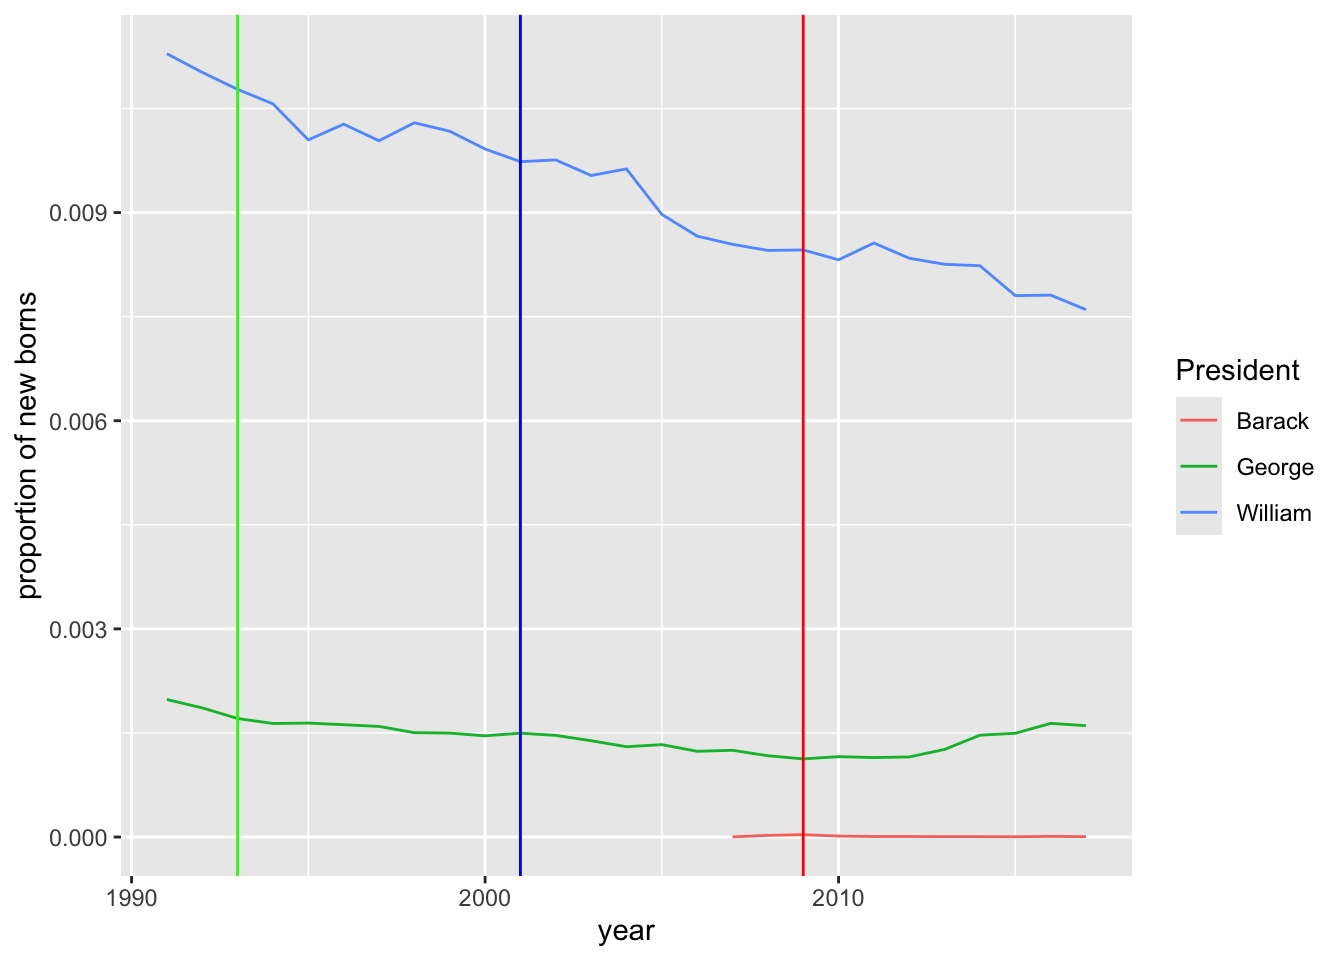 0.009
0.006
0.003
0.000
1990
2000
2010
year
proportion of new borns
President
Barack
George
William